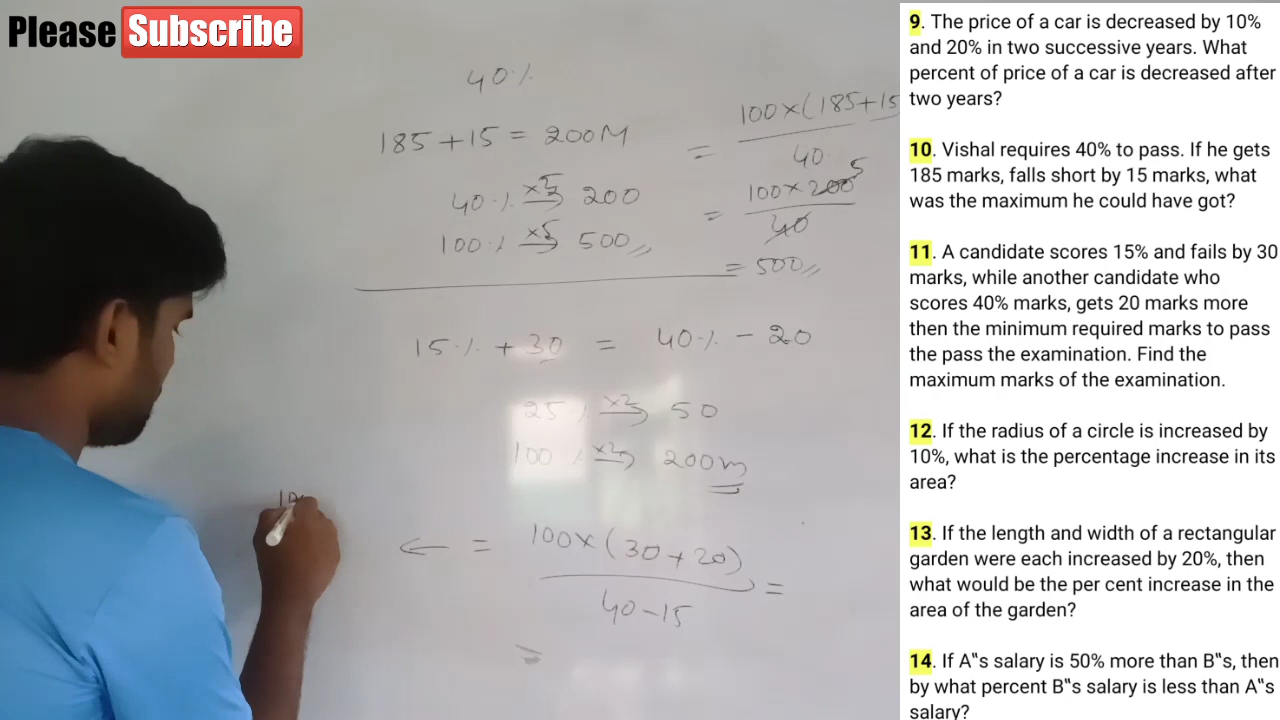 Please Subscribe
40%
185 + 15 = 200M
40% ×5→ 200
100% ×5→ 500
= 100×(185+15
40
= 100×200 5
40
= 500
15% + 30 = 40% - 20
25 % ×2→ 50
100 % ×2→ 200m
← = 100×(30+20) =
40-15
=
9. The price of a car is decreased by 10%
and 20% in two successive years. What
percent of price of a car is decreased after
two years?
10. Vishal requires 40% to pass. If he gets
185 marks, falls short by 15 marks, what
was the maximum he could have got?
11. A candidate scores 15% and fails by 30
marks, while another candidate who
scores 40% marks, gets 20 marks more
then the minimum required marks to pass
the pass the examination. Find the
maximum marks of the examination.
12. If the radius of a circle is increased by
10%, what is the percentage increase in its
area?
13. If the length and width of a rectangular
garden were each increased by 20%, then
what would be the per cent increase in the
area of the garden?
14. If A‟s salary is 50% more than B‟s, then
by what percent B‟s salary is less than A‟s
salary?